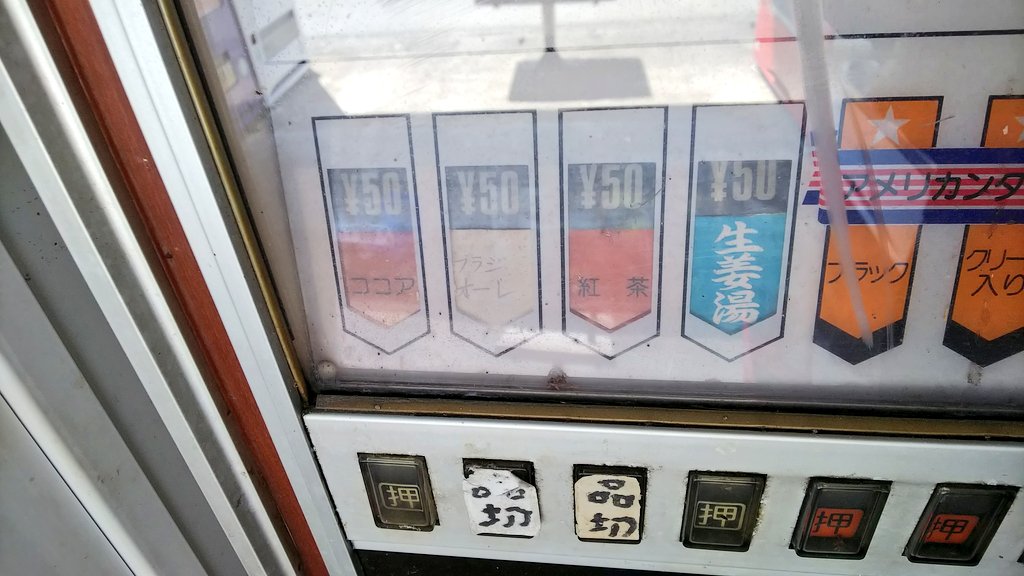 ¥50
¥50
¥50
¥50
ココア
ブラジ
オーレ
紅茶
生姜湯
アメリカンタ
ブラック
クリー
入り
押
品切
品切
押
押
押